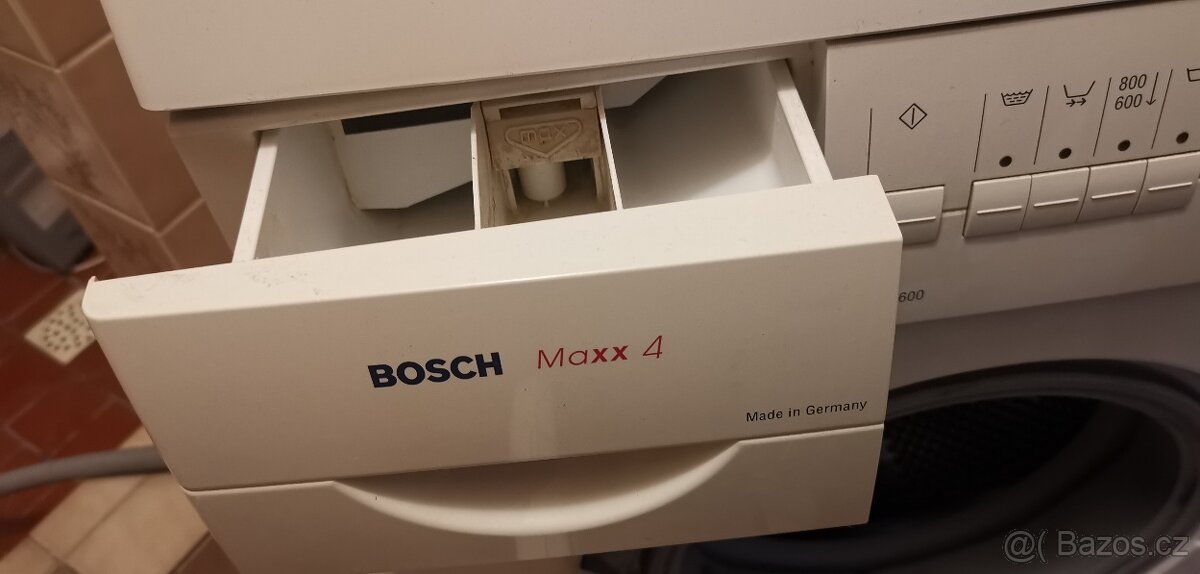 max
800
600↓
600
BOSCH Maxx 4
Made in Germany
@( Bazos.cz